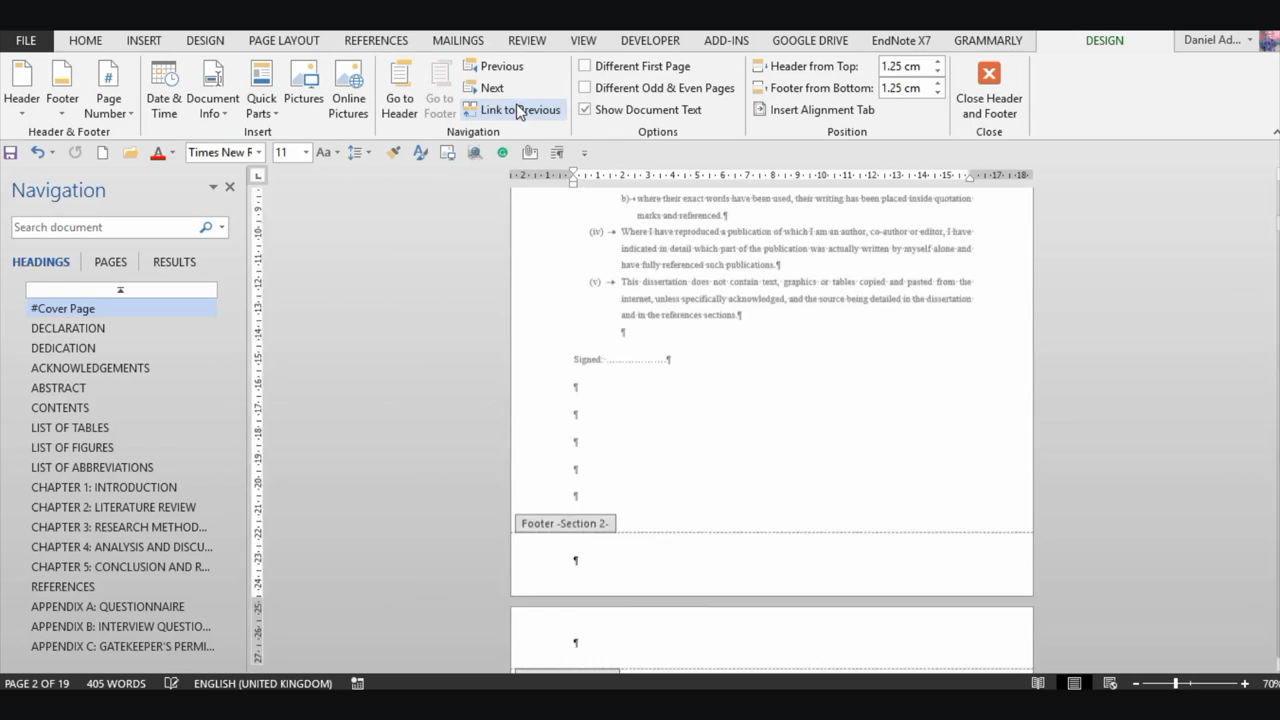 FILE HOME INSERT DESIGN PAGE LAYOUT REFERENCES MAILINGS REVIEW VIEW DEVELOPER ADD-INS GOOGLE DRIVE EndNote X7 GRAMMARLY DESIGN Daniel Ad...
Header Footer Page Number
Header & Footer
Date & Time Document Info Quick Parts Pictures Online Pictures
Insert
Go to Header Go to Footer
Previous
Next
Link to Previous
Navigation
Different First Page
Different Odd & Even Pages
Show Document Text
Options
Header from Top: 1.25 cm
Footer from Bottom: 1.25 cm
Insert Alignment Tab
Position
Close Header and Footer
Close
Times New R 11 Aa
Navigation
Search document
HEADINGS PAGES RESULTS
#Cover Page
DECLARATION
DEDICATION
ACKNOWLEDGEMENTS
ABSTRACT
CONTENTS
LIST OF TABLES
LIST OF FIGURES
LIST OF ABBREVIATIONS
CHAPTER 1: INTRODUCTION
CHAPTER 2: LITERATURE REVIEW
CHAPTER 3: RESEARCH METHOD...
CHAPTER 4: ANALYSIS AND DISCU...
CHAPTER 5: CONCLUSION AND R...
REFERENCES
APPENDIX A: QUESTIONNAIRE
APPENDIX B: INTERVIEW QUESTIO...
APPENDIX C: GATEKEEPER'S PERMI...
b) where their exact words have been used, their writing has been placed inside quotation
marks and referenced.¶
(iv) Where I have reproduced a publication of which I am an author, co-author or editor, I have
indicated in detail which part of the publication was actually written by myself alone and
have fully referenced such publications.¶
(v) This dissertation does not contain text, graphics or tables copied and pasted from the
internet, unless specifically acknowledged, and the source being detailed in the dissertation
and in the references sections.¶
¶
Signed: ....................¶
¶
¶
¶
¶
¶
Footer -Section 2-
¶
¶
PAGE 2 OF 19 405 WORDS ENGLISH (UNITED KINGDOM) 70%